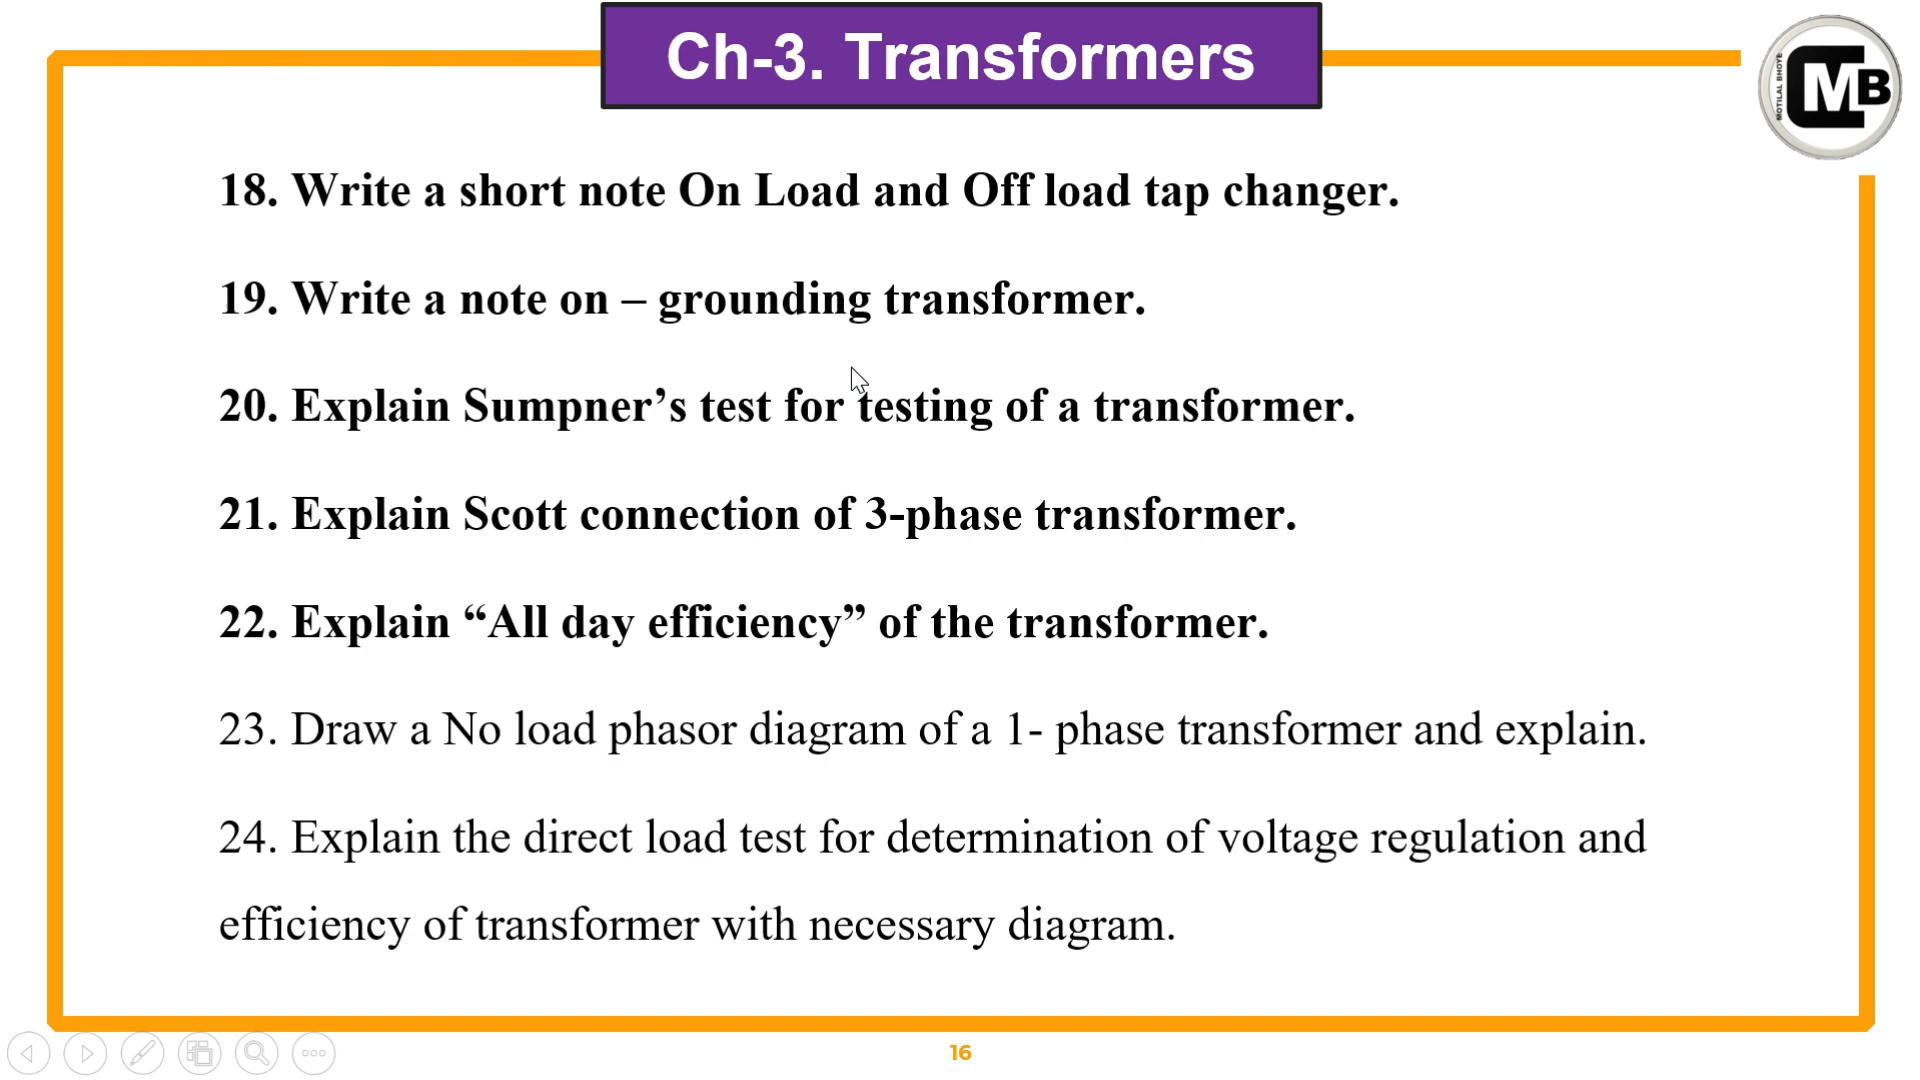 Ch-3. Transformers
MOTILAL BHOYE
MB
18. Write a short note On Load and Off load tap changer.
19. Write a note on – grounding transformer.
20. Explain Sumpner’s test for testing of a transformer.
21. Explain Scott connection of 3-phase transformer.
22. Explain “All day efficiency” of the transformer.
23. Draw a No load phasor diagram of a 1- phase transformer and explain.
24. Explain the direct load test for determination of voltage regulation and
efficiency of transformer with necessary diagram.
16